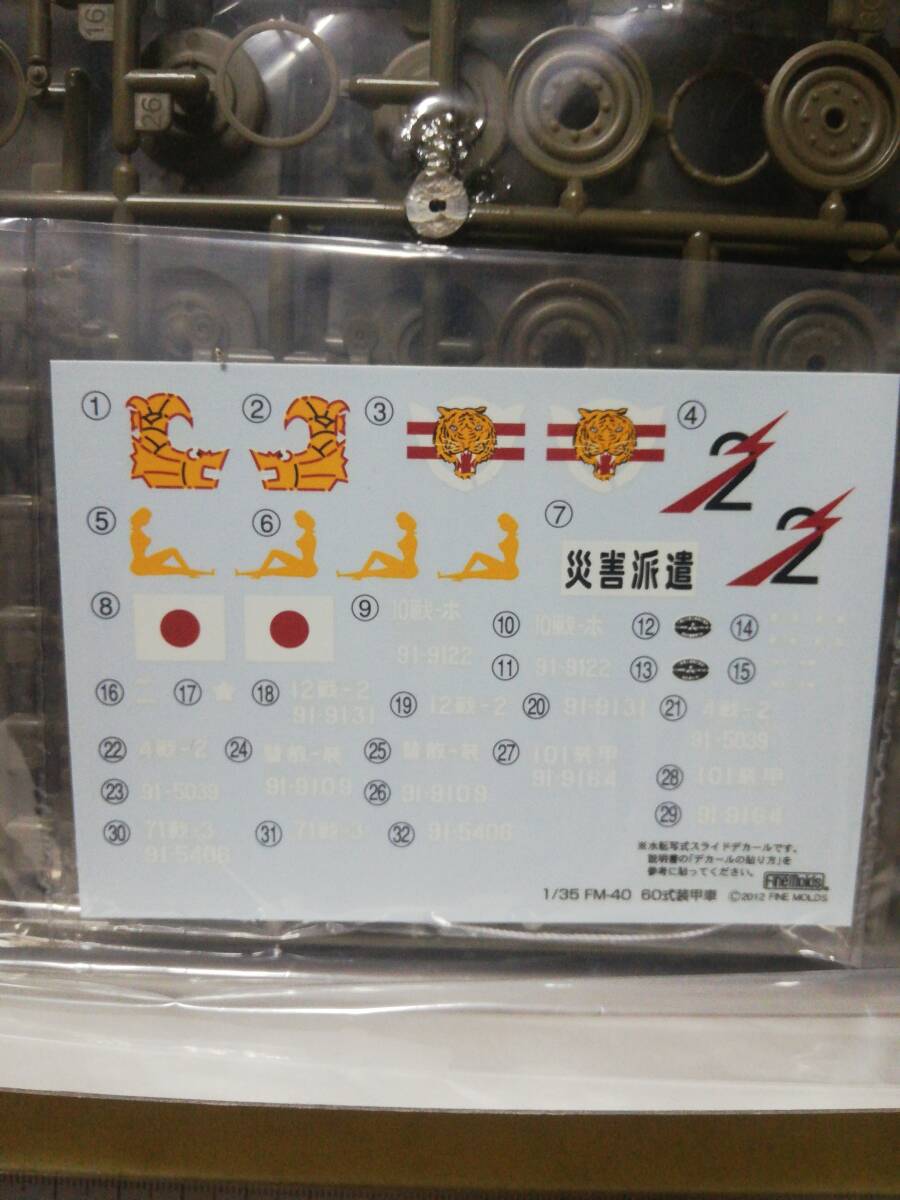 16
26
① ② ③ ④
2
2
⑤ ⑥ ⑦
災害派遣
⑧ ⑨ 10戦-本
91-9122
⑩ 10戦-本
⑪ 91-9122
⑫ ⑭
⑬ ⑮
⑯ ⑰ ⑱ 12戦-2
91-9131
⑲ 12戦-2
⑳ 91-9131
㉑ 4戦-2
91-5039
㉒ 4戦-2
㉓ 91-5039
㉔
91-9109
㉕
㉖ 91-9109
㉗ 101装甲
91-9164
㉘ 101装甲
㉙ 91-9164
㉚ 71戦-3
91-5406
㉛ 71戦-3
㉜ 91-5406
※水転写式スライドデカールです。
説明書の「デカールの貼り方」を
参考に貼ってください。
Fine Molds
1/35 FM-40 60式装甲車 ©2012 FINE MOLDS